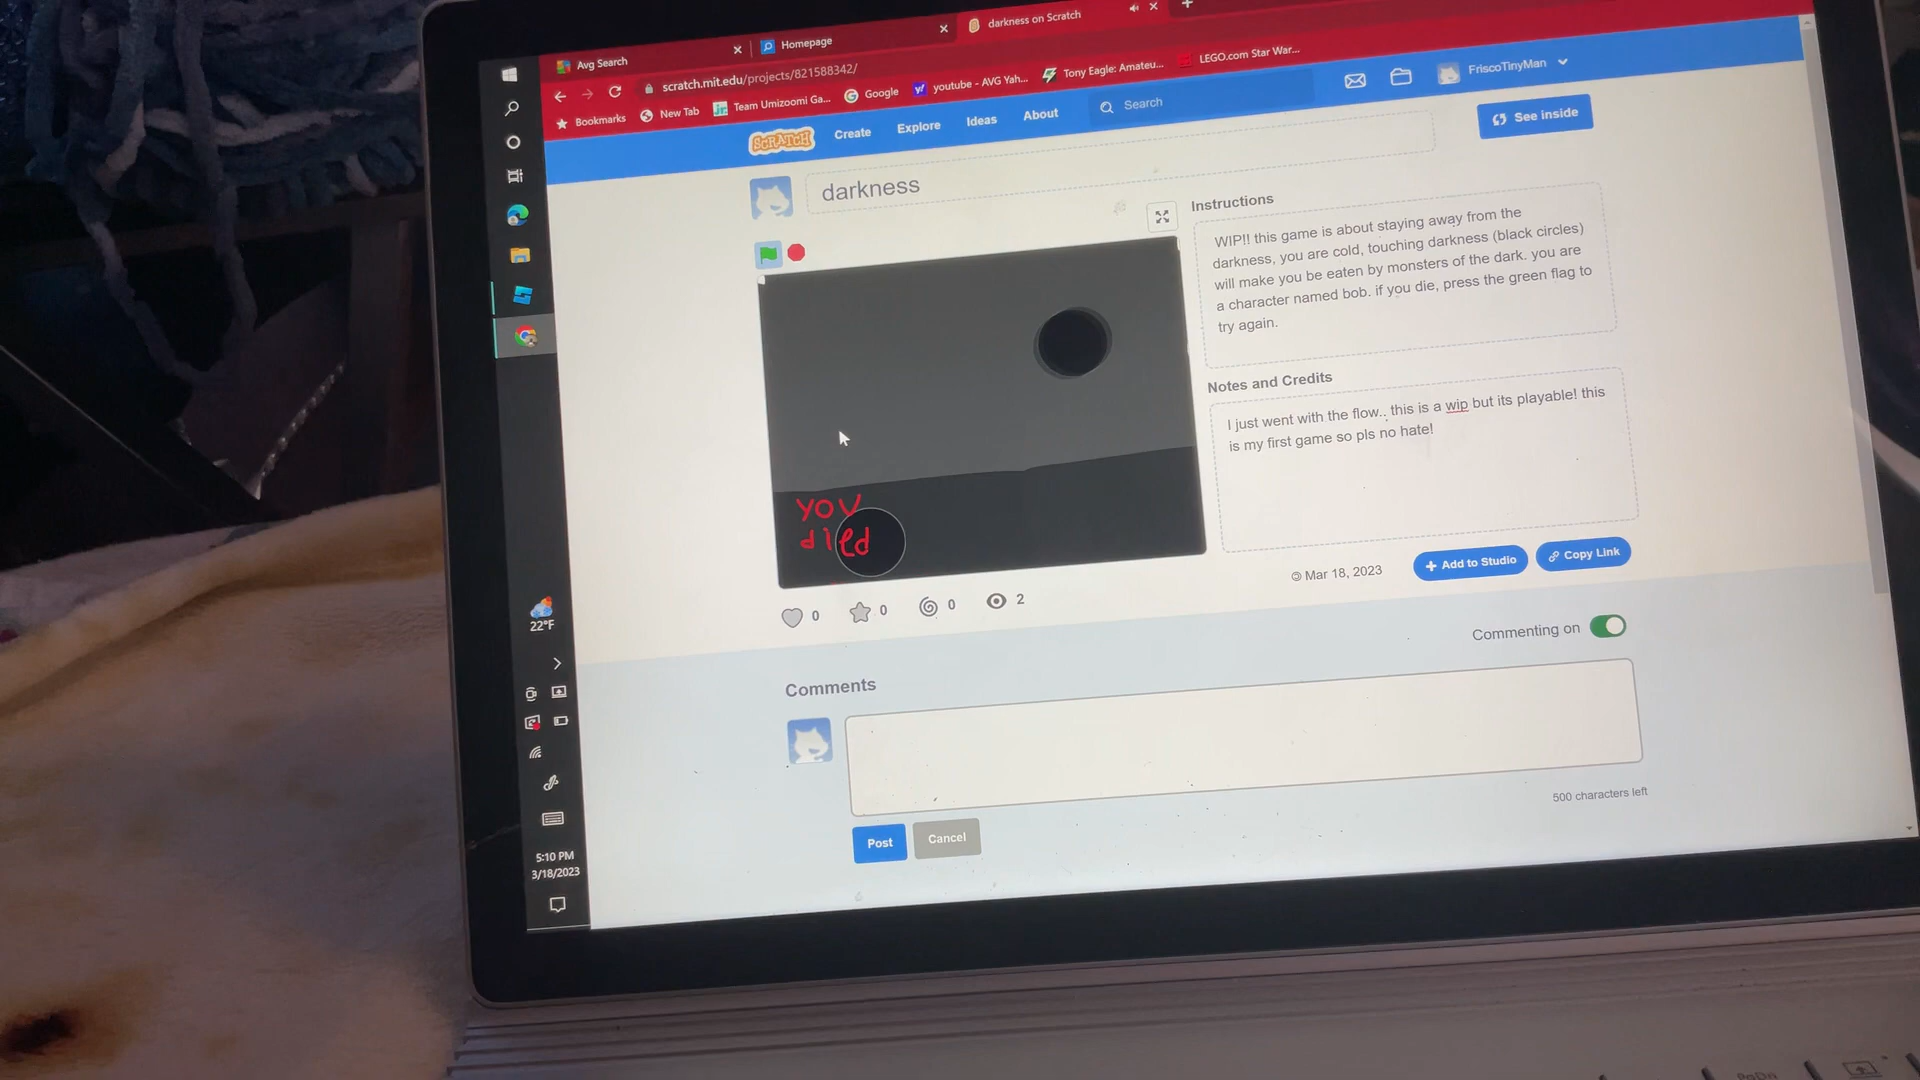 Avg Search
Homepage
darkness on Scratch
scratch.mit.edu/projects/821588342/
Bookmarks
New Tab
Team Umizoomi Ga...
Google
youtube - AVG Yah...
Tony Eagle: Amateu...
LEGO.com Star War...
SCRATCH
Create
Explore
Ideas
About
Search
FriscoTinyMan
See inside
darkness
Instructions
WIP!! this game is about staying away from the
darkness, you are cold, touching darkness (black circles)
will make you be eaten by monsters of the dark. you are
a character named bob. if you die, press the green flag to
try again.
Notes and Credits
I just went with the flow.. this is a wip but its playable! this
is my first game so pls no hate!
you
died
0
0
0
2
© Mar 18, 2023
Add to Studio
Copy Link
Commenting on
Comments
500 characters left
Post
Cancel
22°F
5:10 PM
3/18/2023